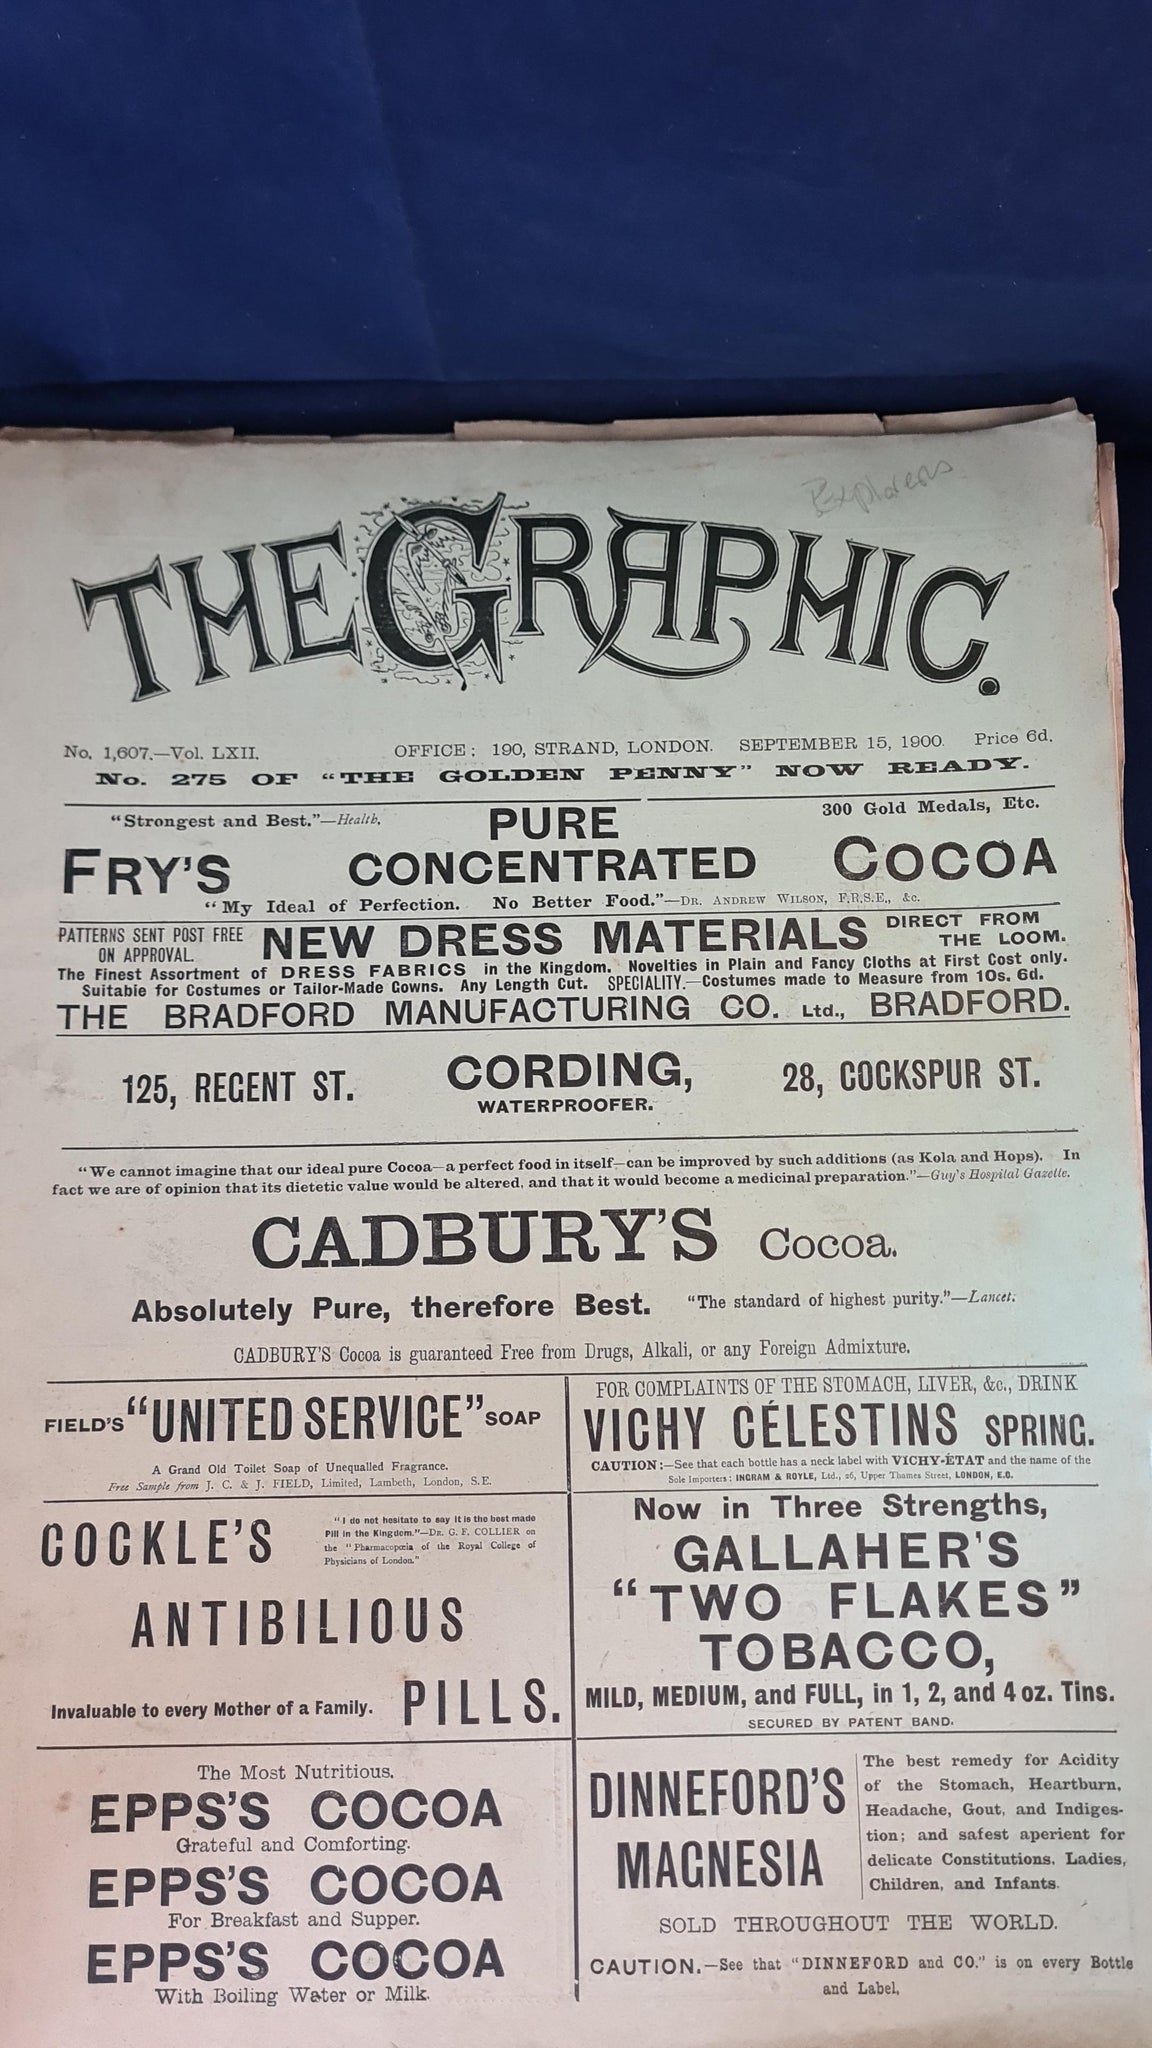 Explorers
THE GRAPHIC.
No. 1,607.—Vol. LXII. OFFICE: 190, STRAND, LONDON. SEPTEMBER 15, 1900. Price 6d.
No. 275 OF "THE GOLDEN PENNY" NOW READY.
"Strongest and Best."—Health. PURE 300 Gold Medals, Etc.
FRY'S CONCENTRATED COCOA
"My Ideal of Perfection. No Better Food."—DR. ANDREW WILSON, F.R.S.E., &c.
PATTERNS SENT POST FREE ON APPROVAL. NEW DRESS MATERIALS DIRECT FROM THE LOOM.
The Finest Assortment of DRESS FABRICS in the Kingdom. Novelties in Plain and Fancy Cloths at First Cost only.
Suitable for Costumes or Tailor-Made Gowns. Any Length Cut. SPECIALITY.—Costumes made to Measure from 10s. 6d.
THE BRADFORD MANUFACTURING CO. Ltd., BRADFORD.
125, REGENT ST. CORDING, 28, COCKSPUR ST.
WATERPROOFER.
"We cannot imagine that our ideal pure Cocoa—a perfect food in itself—can be improved by such additions (as Kola and Hops). In
fact we are of opinion that its dietetic value would be altered, and that it would become a medicinal preparation."—Guy's Hospital Gazette.
CADBURY'S Cocoa.
Absolutely Pure, therefore Best. "The standard of highest purity."—Lancet.
CADBURY'S Cocoa is guaranteed Free from Drugs, Alkali, or any Foreign Admixture.
FIELD'S "UNITED SERVICE" SOAP
A Grand Old Toilet Soap of Unequalled Fragrance.
Free Sample from J. C. & J. FIELD, Limited, Lambeth, London, S.E.
FOR COMPLAINTS OF THE STOMACH, LIVER, &c., DRINK
VICHY CÉLESTINS SPRING.
CAUTION:—See that each bottle has a neck label with VICHY-ÉTAT and the name of the
Sole Importers: INGRAM & ROYLE, Ltd., 26, Upper Thames Street, LONDON, E.C.
COCKLE'S
"I do not hesitate to say it is the best made
Pill in the Kingdom."—DR. G. F. COLLIER on
the "Pharmacopœia of the Royal College of
Physicians of London."
ANTIBILIOUS
Invaluable to every Mother of a Family. PILLS.
Now in Three Strengths,
GALLAHER'S
"TWO FLAKES"
TOBACCO,
MILD, MEDIUM, and FULL, in 1, 2, and 4 oz. Tins.
SECURED BY PATENT BAND.
The Most Nutritious.
EPPS'S COCOA
Grateful and Comforting.
EPPS'S COCOA
For Breakfast and Supper.
EPPS'S COCOA
With Boiling Water or Milk.
DINNEFORD'S
MAGNESIA
The best remedy for Acidity
of the Stomach, Heartburn,
Headache, Gout, and Indiges-
tion; and safest aperient for
delicate Constitutions, Ladies,
Children, and Infants.
SOLD THROUGHOUT THE WORLD.
CAUTION.—See that "DINNEFORD and CO." is on every Bottle
and Label,